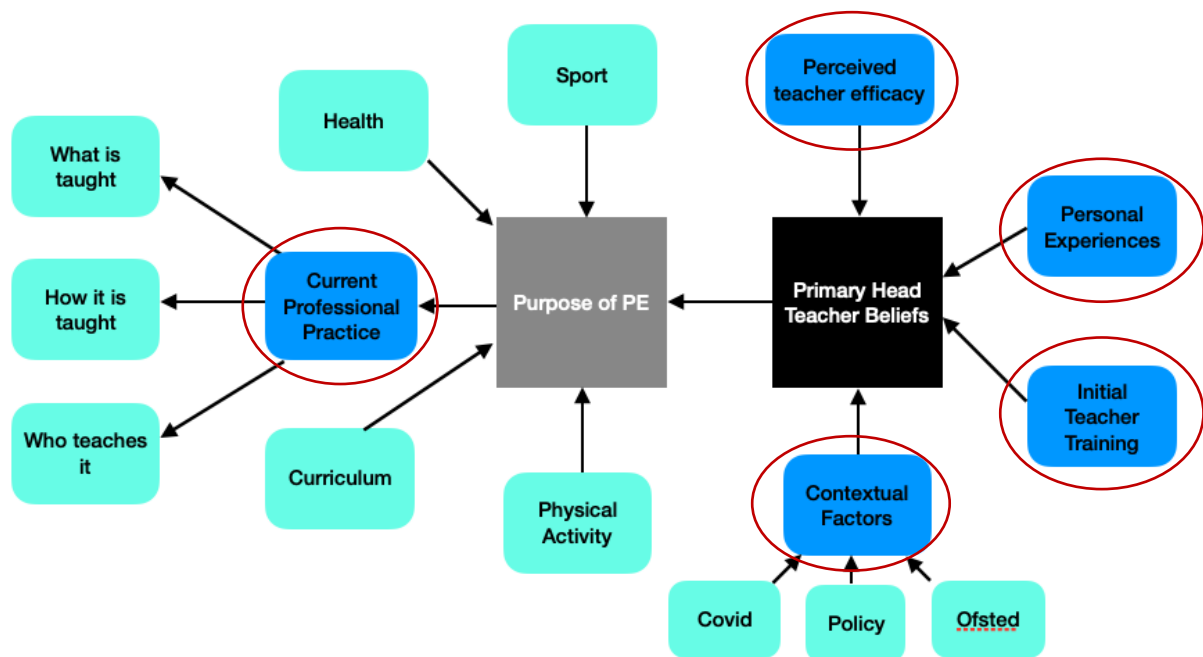 Sport
Perceived
teacher efficacy
Health
What is
taught
Personal
Experiences
Current
Professional
Practice
How it is
taught
Purpose of PE
Primary Head
Teacher Beliefs
Initial
Teacher
Training
Who teaches
it
Curriculum
Physical
Activity
Contextual
Factors
Covid
Policy
Ofsted